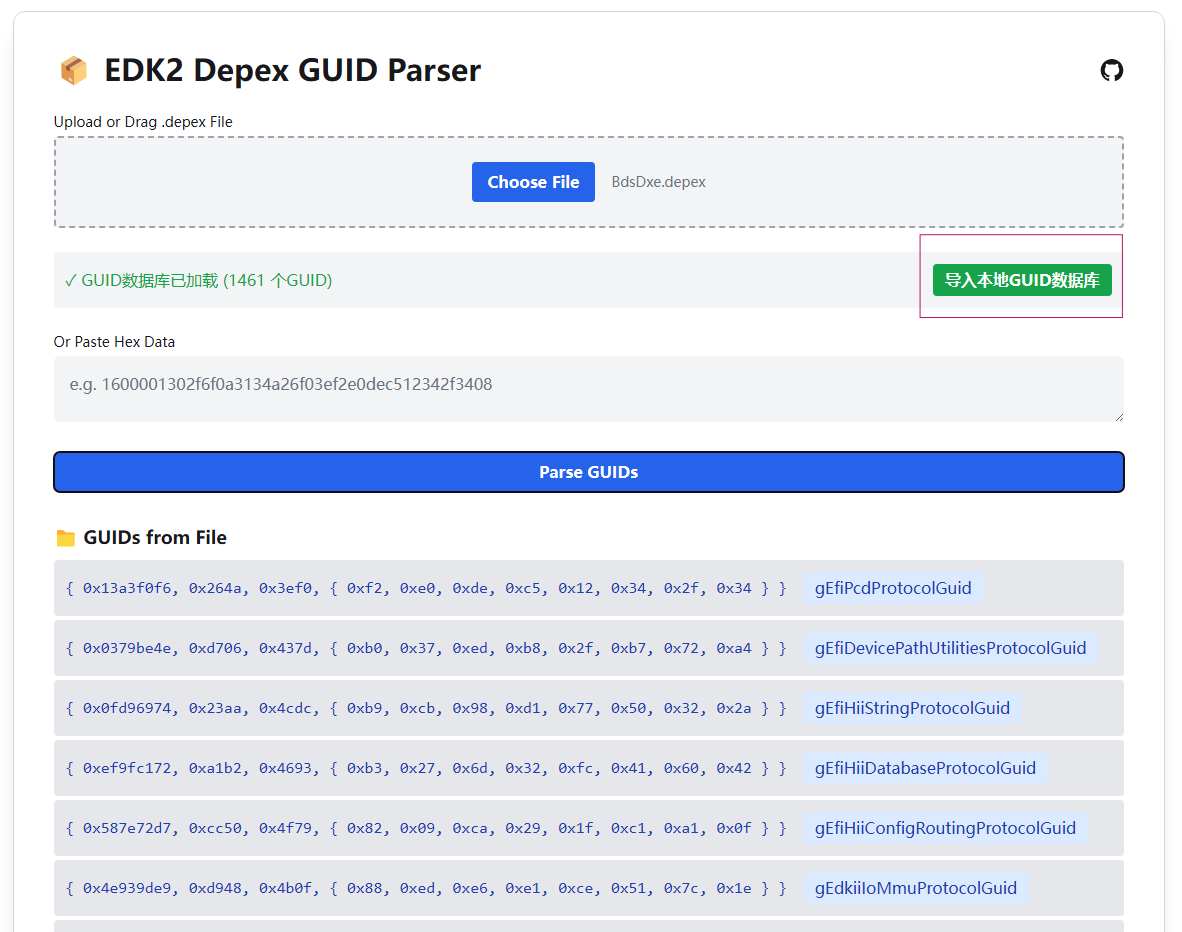 EDK2 Depex GUID Parser
Upload or Drag .depex File
Choose File BdsDxe.depex
✓ GUID数据库已加载 (1461 个GUID) 导入本地GUID数据库
Or Paste Hex Data
e.g. 1600001302f6f0a3134a26f03ef2e0dec512342f3408
Parse GUIDs
GUIDs from File
{ 0x13a3f0f6, 0x264a, 0x3ef0, { 0xf2, 0xe0, 0xde, 0xc5, 0x12, 0x34, 0x2f, 0x34 } } gEfiPcdProtocolGuid
{ 0x0379be4e, 0xd706, 0x437d, { 0xb0, 0x37, 0xed, 0xb8, 0x2f, 0xb7, 0x72, 0xa4 } } gEfiDevicePathUtilitiesProtocolGuid
{ 0x0fd96974, 0x23aa, 0x4cdc, { 0xb9, 0xcb, 0x98, 0xd1, 0x77, 0x50, 0x32, 0x2a } } gEfiHiiStringProtocolGuid
{ 0xef9fc172, 0xa1b2, 0x4693, { 0xb3, 0x27, 0x6d, 0x32, 0xfc, 0x41, 0x60, 0x42 } } gEfiHiiDatabaseProtocolGuid
{ 0x587e72d7, 0xcc50, 0x4f79, { 0x82, 0x09, 0xca, 0x29, 0x1f, 0xc1, 0xa1, 0x0f } } gEfiHiiConfigRoutingProtocolGuid
{ 0x4e939de9, 0xd948, 0x4b0f, { 0x88, 0xed, 0xe6, 0xe1, 0xce, 0x51, 0x7c, 0x1e } } gEdkiiIoMmuProtocolGuid